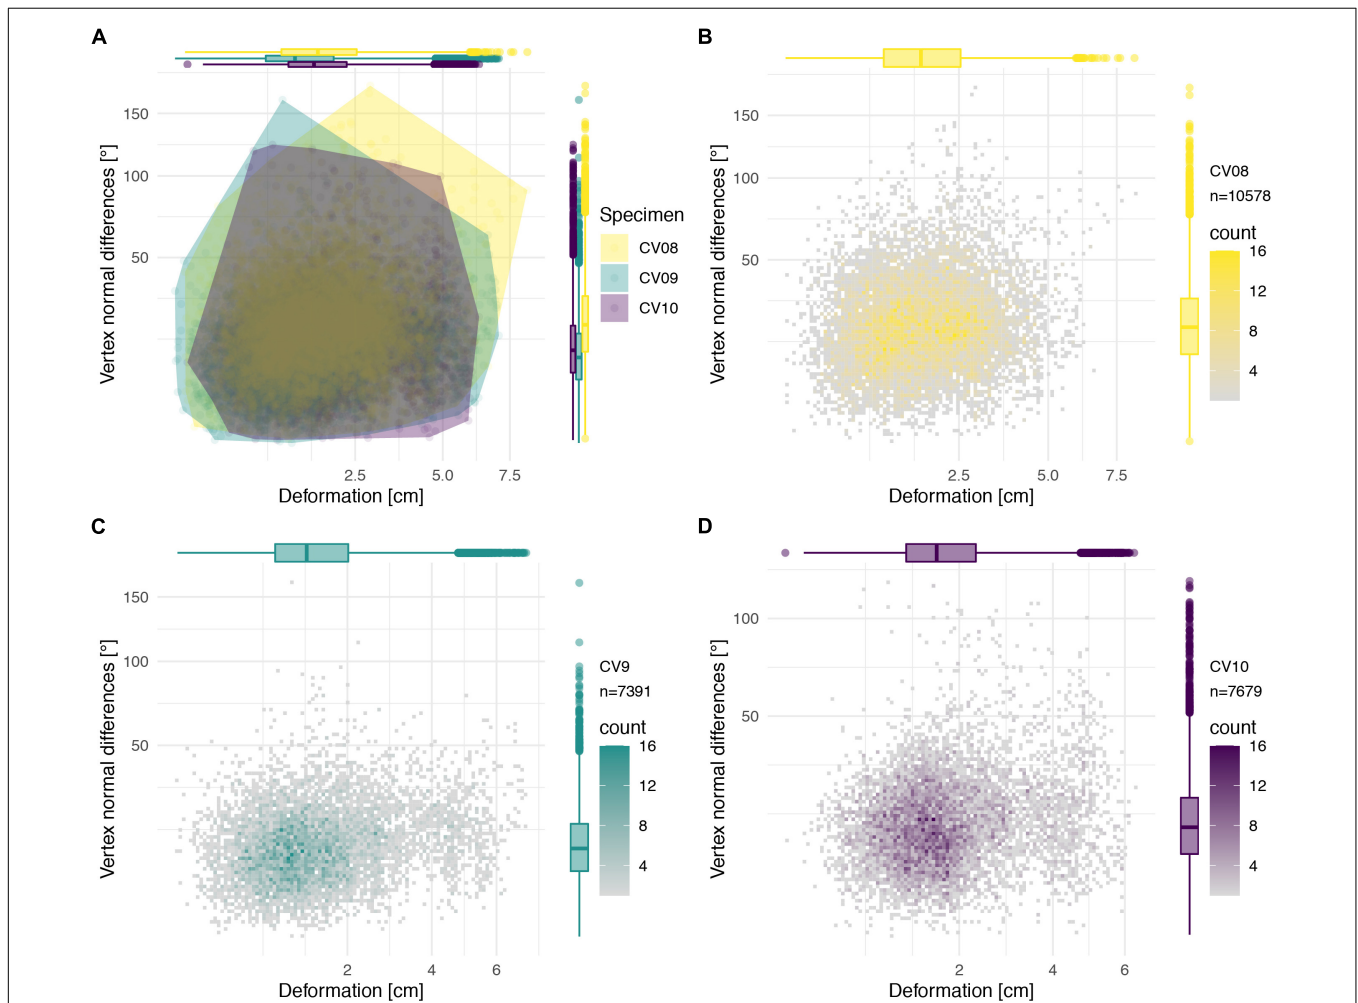 A
Vertex normal differences [°]
150
100
50
2.5 5.0 7.5
Deformation [cm]
Specimen
CV08
CV09
CV10
B
Vertex normal differences [°]
150
100
50
2.5 5.0 7.5
Deformation [cm]
CV08
n=10578
count
16
12
8
4
C
Vertex normal differences [°]
150
100
50
2 4 6
Deformation [cm]
CV9
n=7391
count
16
12
8
4
D
Vertex normal differences [°]
100
50
2 4 6
Deformation [cm]
CV10
n=7679
count
16
12
8
4